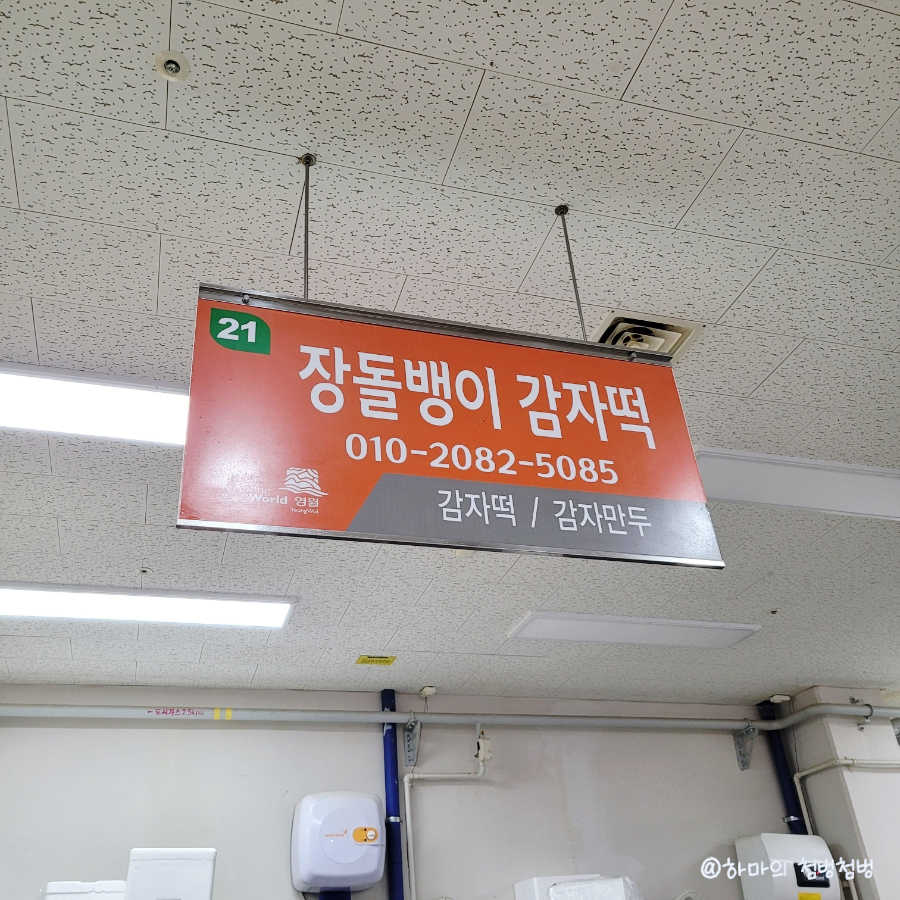 21
장돌뱅이 감자떡
010-2082-5085
World 영월
YeongWol
감자떡 / 감자만두
@하마의 첨벙첨벙